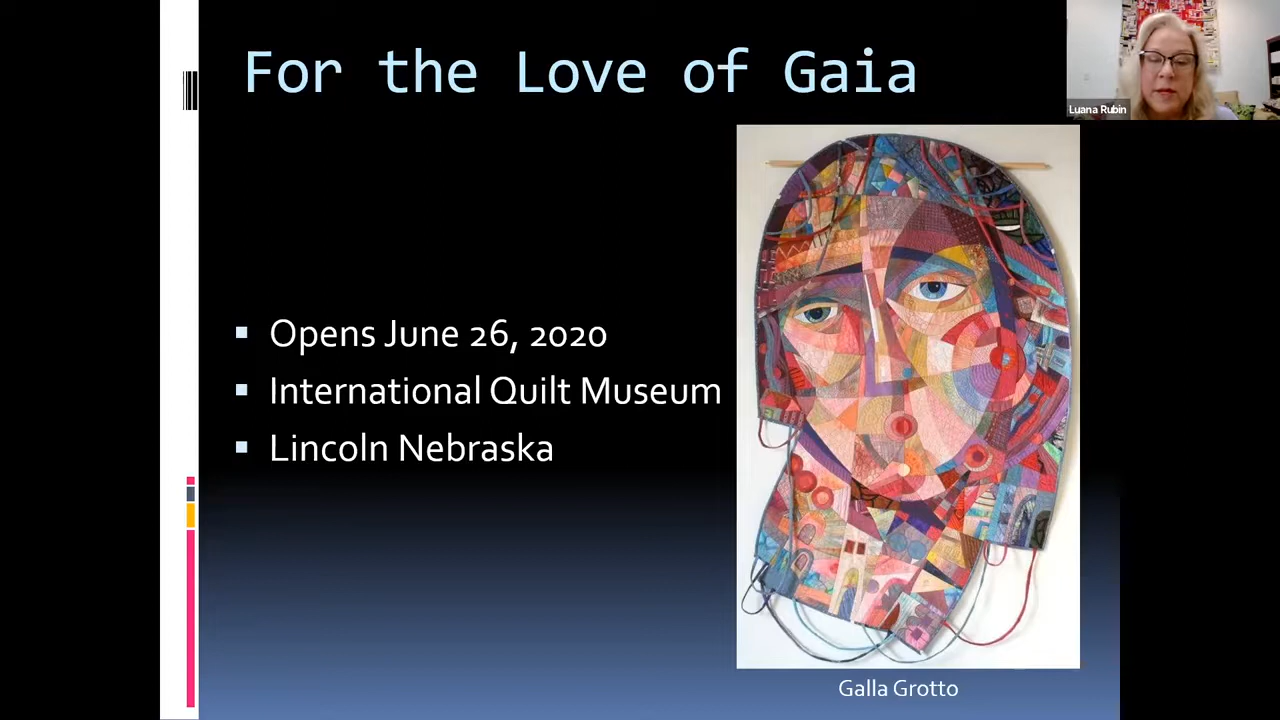 For the Love of Gaia
Luana Rubin
Opens June 26, 2020
International Quilt Museum
Lincoln Nebraska
Galla Grotto